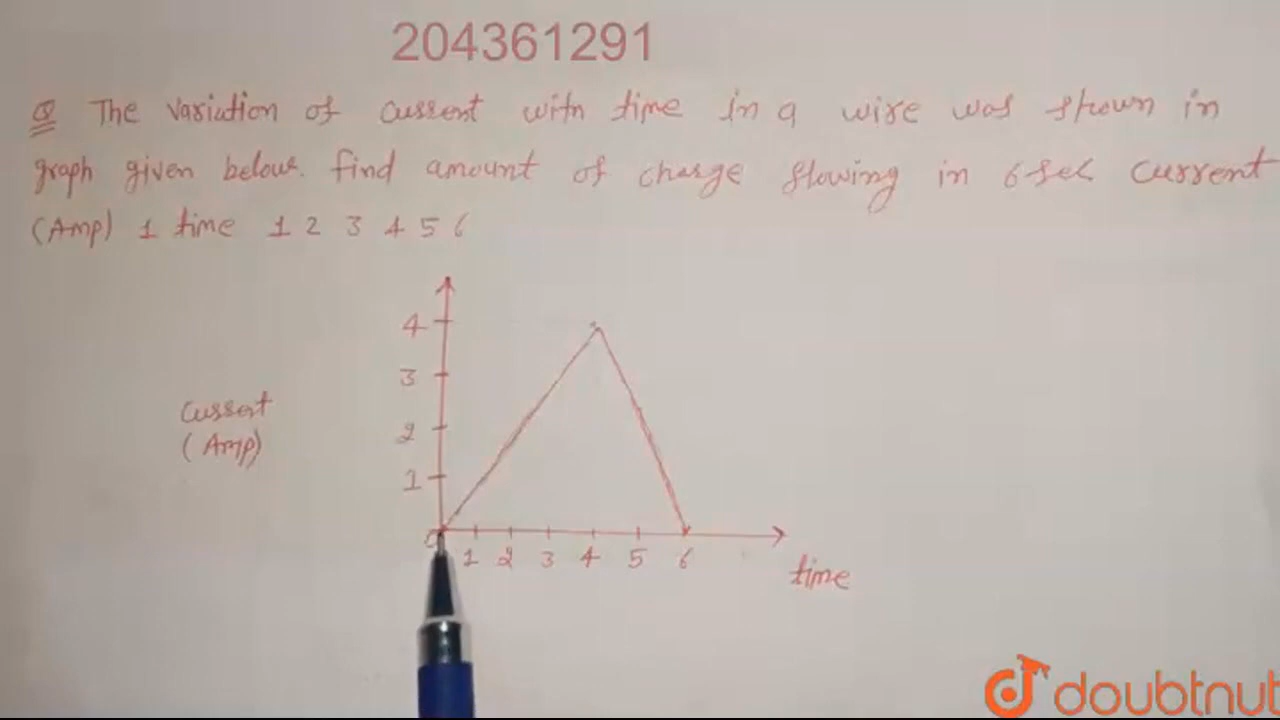 204361291
Q The variation of current with time in a wire was shown in
graph given below. find amount of charge flowing in 6 sec current
(Amp) 1 time 1 2 3 4 5 6
4
3
current
(Amp)
2
1
0 1 2 3 4 5 6
time
doubtnut